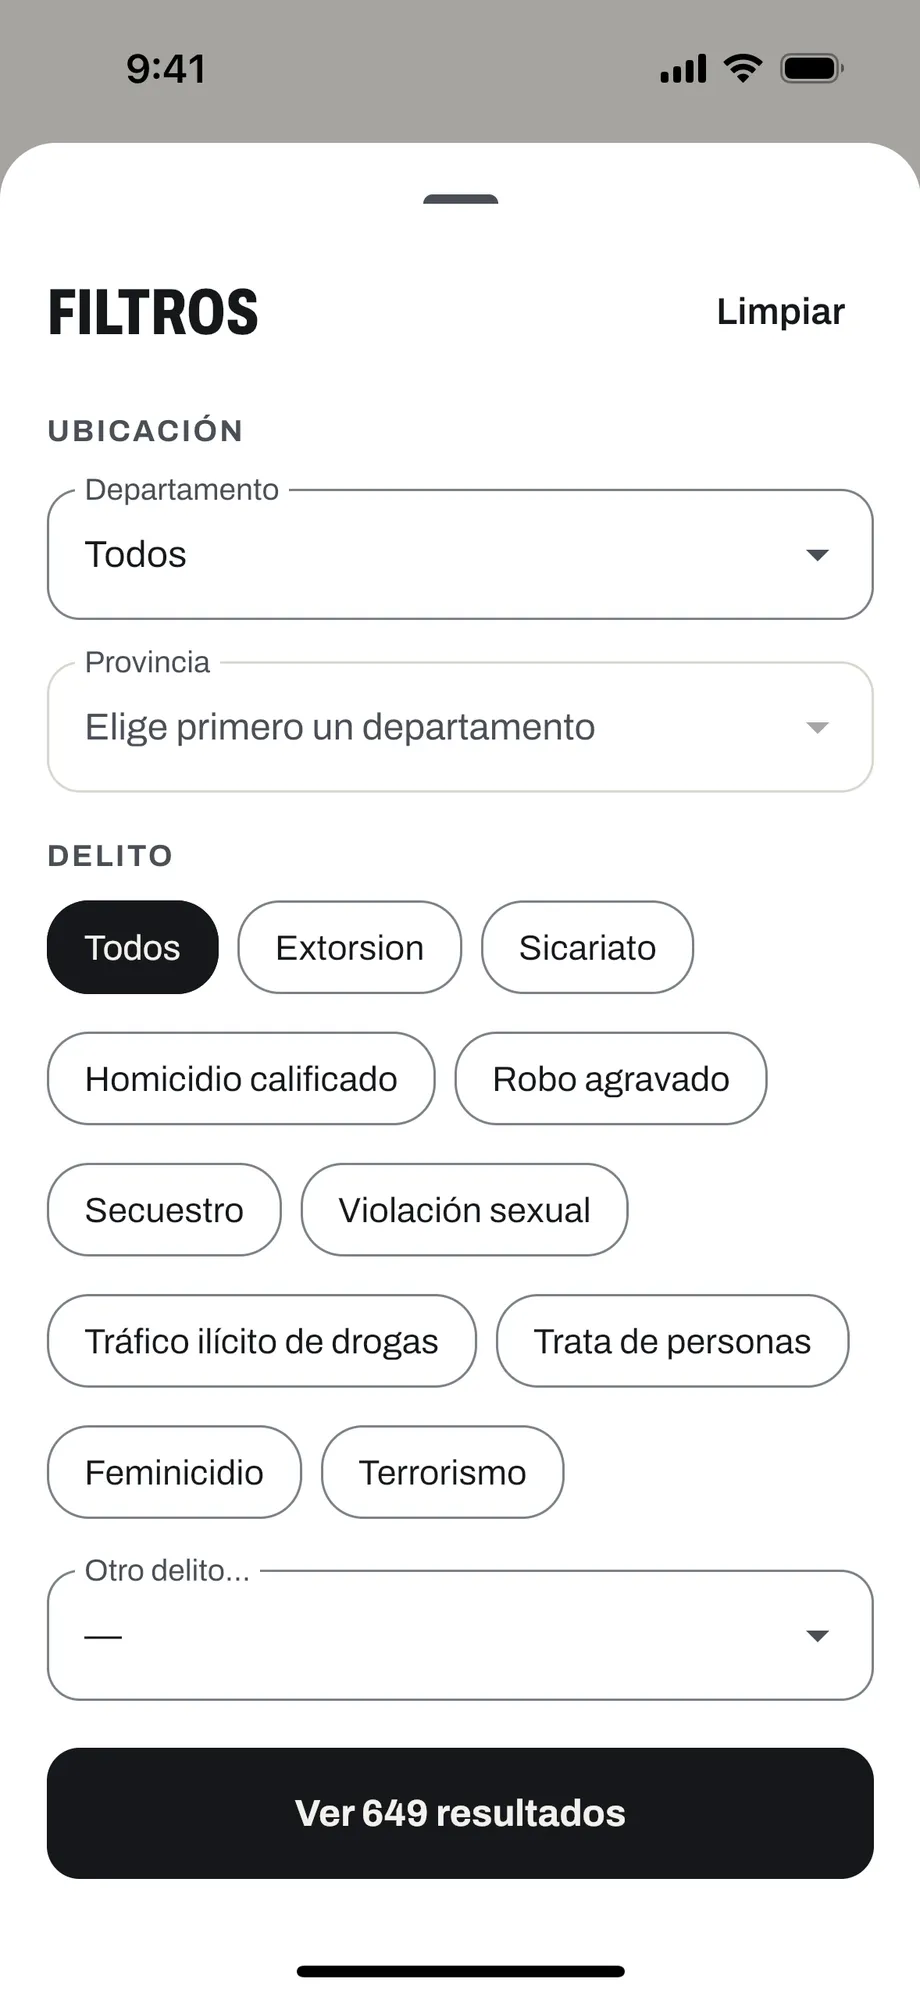 9:41
FILTROS
Limpiar
UBICACIÓN
Departamento
Todos
Provincia
Elige primero un departamento
DELITO
Todos Extorsion Sicariato
Homicidio calificado Robo agravado
Secuestro Violación sexual
Tráfico ilícito de drogas Trata de personas
Feminicidio Terrorismo
Otro delito...
—
Ver 649 resultados